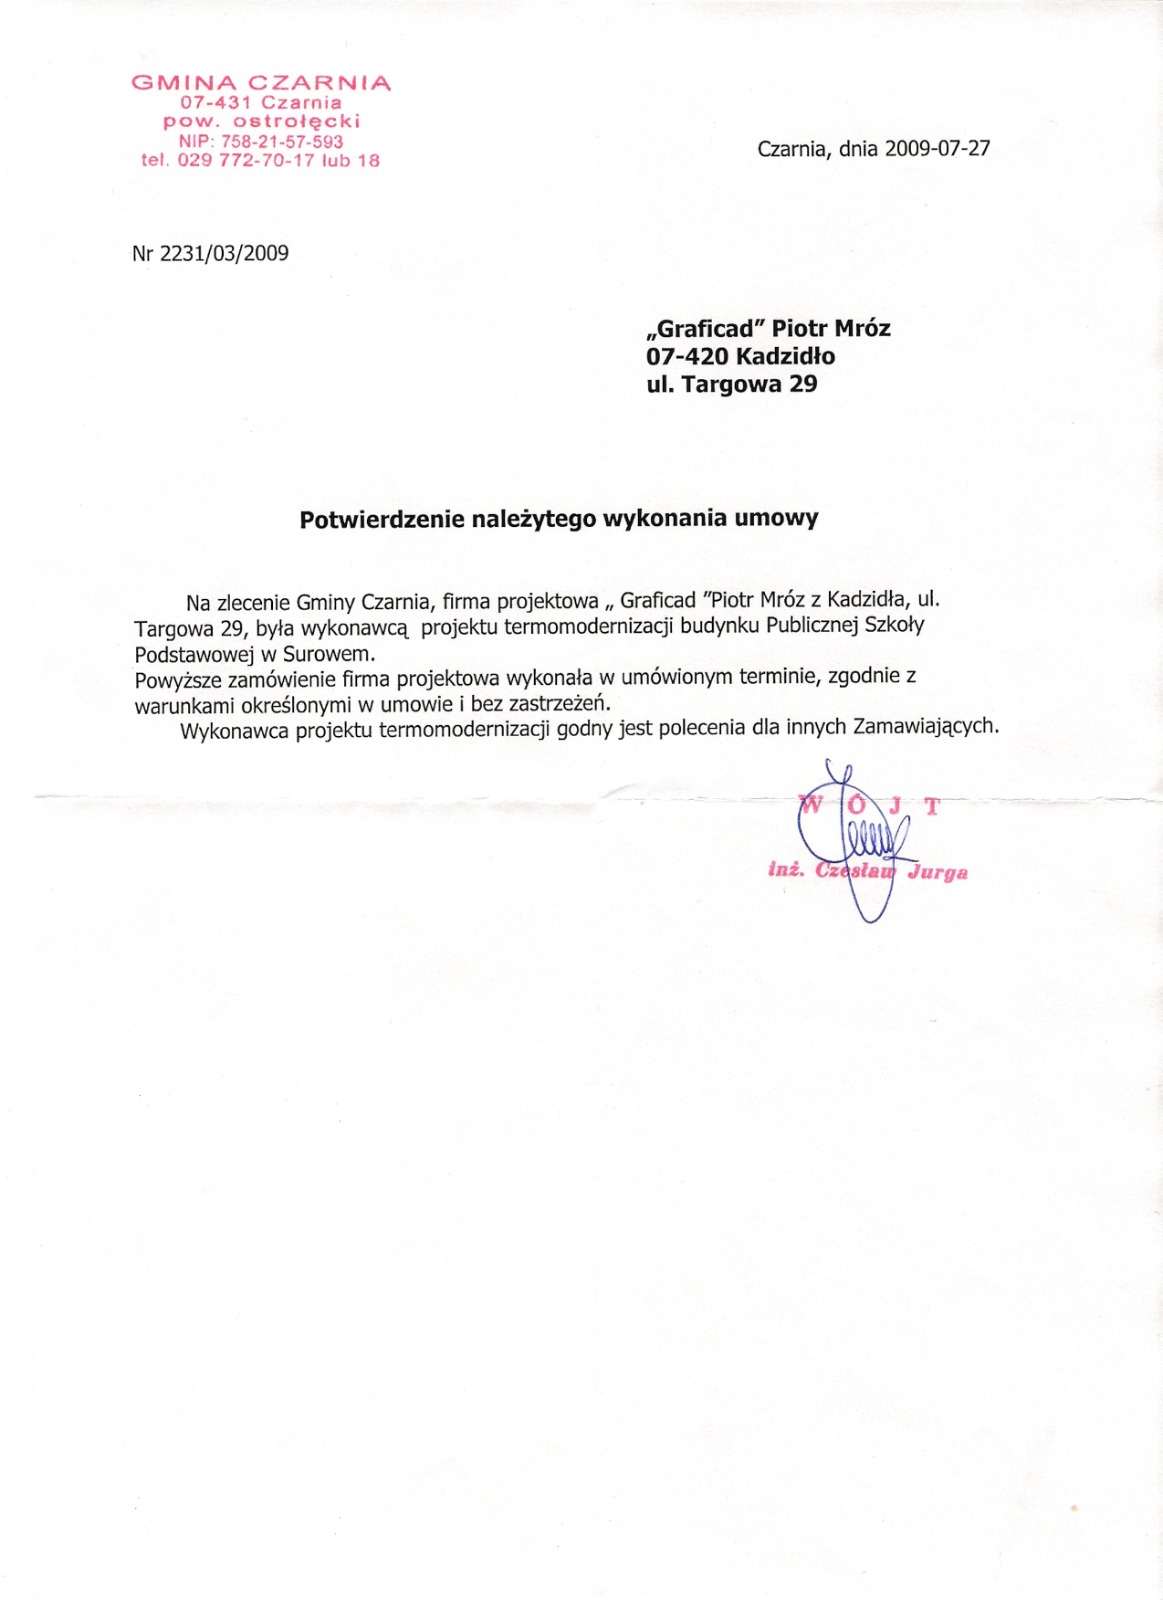 GMINA CZARNIA
07-431 Czarnia
pow. ostrołęcki
NIP: 758-21-57-593
tel. 029 772-70-17 lub 18
Czarnia, dnia 2009-07-27
Nr 2231/03/2009
„Graficad” Piotr Mróz
07-420 Kadzidło
ul. Targowa 29
Potwierdzenie należytego wykonania umowy
Na zlecenie Gminy Czarnia, firma projektowa „ Graficad ”Piotr Mróz z Kadzidła, ul.
Targowa 29, była wykonawcą projektu termomodernizacji budynku Publicznej Szkoły
Podstawowej w Surowem.
Powyższe zamówienie firma projektowa wykonała w umówionym terminie, zgodnie z
warunkami określonymi w umowie i bez zastrzeżeń.
Wykonawca projektu termomodernizacji godny jest polecenia dla innych Zamawiających.
WÓJT
inż. Czesław Jurga